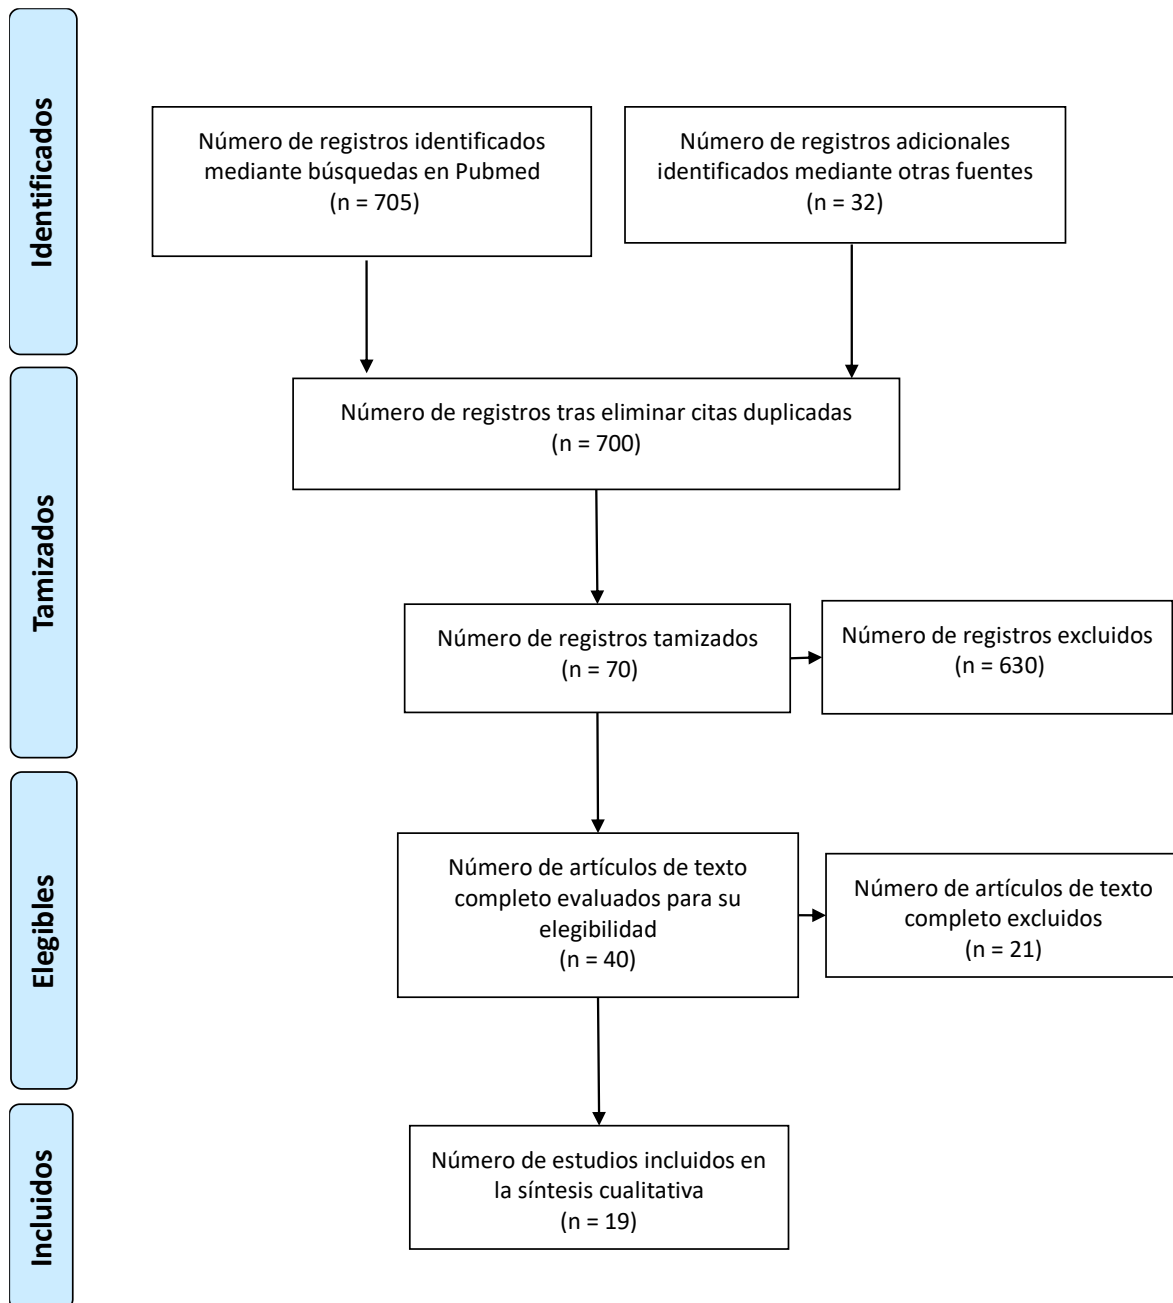 Identificados
Número de registros identificados
mediante búsquedas en Pubmed
(n = 705)
Número de registros adicionales
identificados mediante otras fuentes
(n = 32)
Tamizados
Número de registros tras eliminar citas duplicadas
(n = 700)
Número de registros tamizados
(n = 70)
Número de registros excluidos
(n = 630)
Elegibles
Número de artículos de texto
completo evaluados para su
elegibilidad
(n = 40)
Número de artículos de texto
completo excluidos
(n = 21)
Incluidos
Número de estudios incluidos en
la síntesis cualitativa
(n = 19)